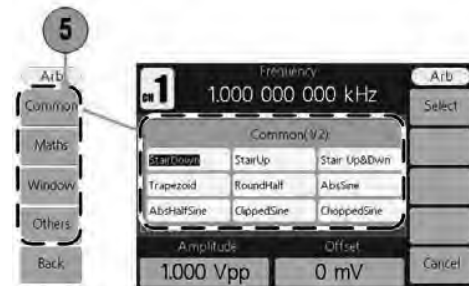 5
Arb
Common
Maths
Window
Others
Back
Frequency
CH 1
1.000 000 000 kHz
Common(1/2)
StairDown StairUp Stair Up&Dwn
Trapezoid RoundHalf AbsSine
AbsHalfSine ClippedSine ChoppedSine
Amplitude Offset
1.000 Vpp 0 mV
Arb
Select
Cancel